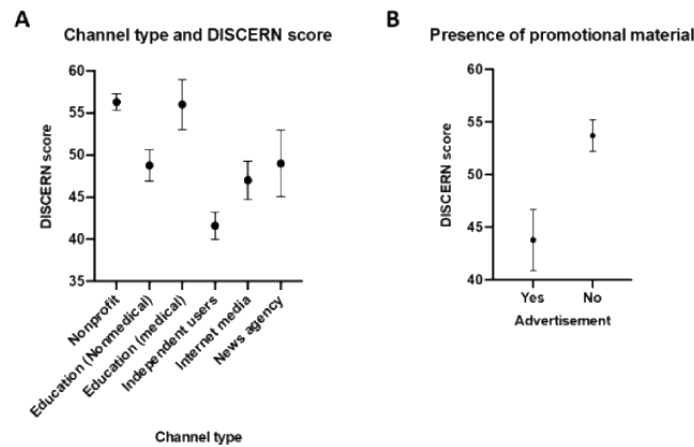 A
Channel type and DISCERN score
60
55
50
45
40
35
DISCERN score
Nonprofit
Education (Nonmedical)
Education (medical)
Independent users
Internet media
News agency
Channel type
B
Presence of promotional material
60
55
50
45
40
DISCERN score
Yes
No
Advertisement